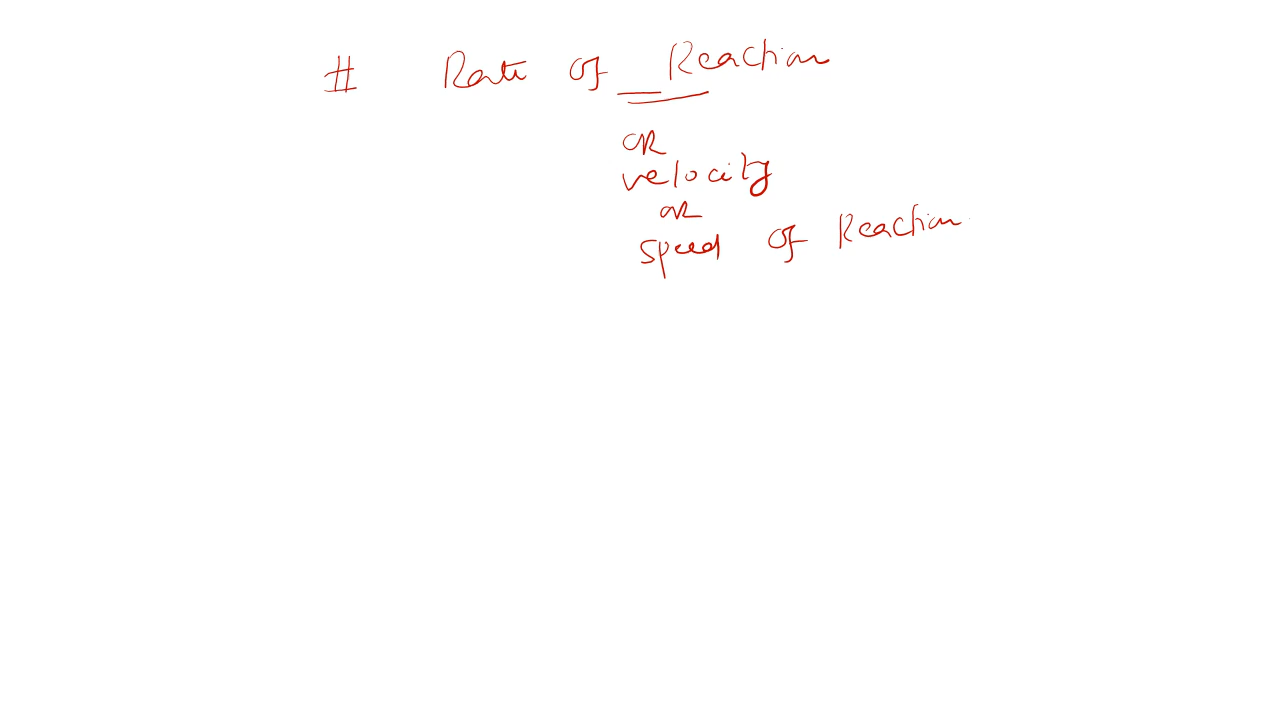 # Rate of Reaction
OR
velocity
OR
speed of Reaction